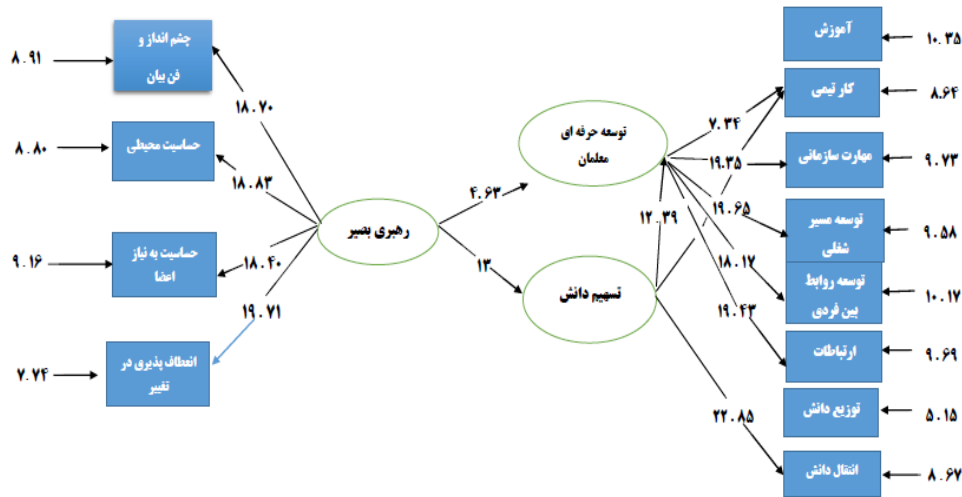 چشم انداز و
فن بیان
۸.۹۱
۱۸.۷۰
حساسیت محیطی
۸.۸۰
۱۸.۸۳
حساسیت به نیاز
اعضا
۹.۱۶
۱۸.۴۰
انعطاف پذیری در
تغییر
۷.۷۴
۱۹.۷۱
رهبری بصیر
۴.۶۳
۱۳
توسعه حرفه ای
معلمان
تسهیم دانش
۱۲.۳۹
۷.۳۴
۱۹.۳۵
۱۹.۶۵
۱۸.۱۷
۱۹.۴۳
۲۲.۸۵
آموزش
۱۰.۳۵
کار تیمی
۸.۶۴
مهارت سازمانی
۹.۷۳
توسعه مسیر
شغلی
۹.۵۸
توسعه روابط
بین فردی
۱۰.۱۷
ارتباطات
۹.۶۹
توزیع دانش
۵.۱۵
انتقال دانش
۸.۶۷